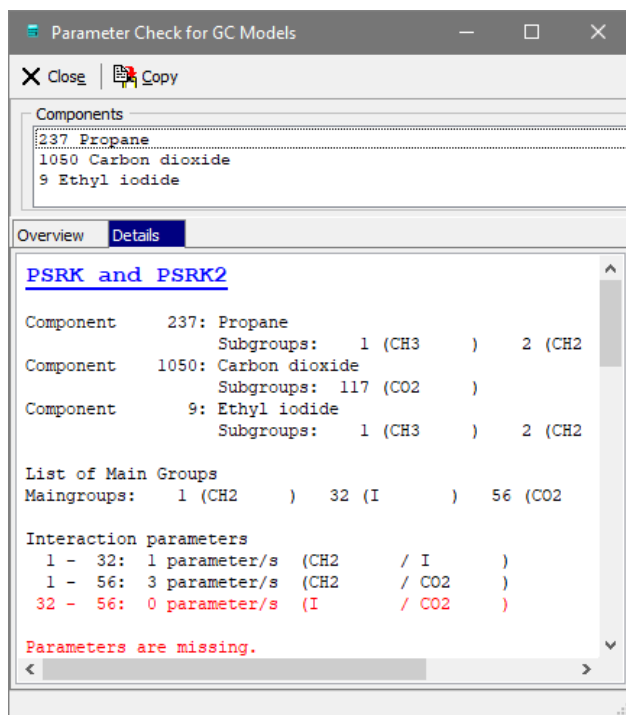 Parameter Check for GC Models
Close Copy
Components
237 Propane
1050 Carbon dioxide
9 Ethyl iodide
Overview Details
PSRK and PSRK2
Component 237: Propane
Subgroups: 1 (CH3 ) 2 (CH2
Component 1050: Carbon dioxide
Subgroups: 117 (CO2 )
Component 9: Ethyl iodide
Subgroups: 1 (CH3 ) 2 (CH2
List of Main Groups
Maingroups: 1 (CH2 ) 32 (I ) 56 (CO2
Interaction parameters
1 - 32: 1 parameter/s (CH2 / I )
1 - 56: 3 parameter/s (CH2 / CO2 )
32 - 56: 0 parameter/s (I / CO2 )
Parameters are missing.